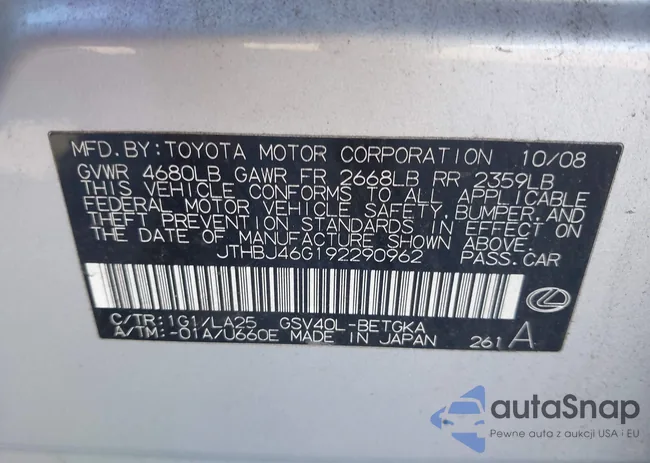 MFD. BY: TOYOTA MOTOR CORPORATION 10/08
GVWR 4680LB GAWR FR 2668LB RR 2359LB
THIS VEHICLE CONFORMS TO ALL APPLICABLE
FEDERAL MOTOR VEHICLE SAFETY, BUMPER, AND
THEFT PREVENTION STANDARDS IN EFFECT ON
THE DATE OF MANUFACTURE SHOWN ABOVE.
JTHBJ46G192290962 PASS. CAR
C/TR: 1G1/LA25 GSV40L-BETGKA
A/TM: -01A/U660E MADE IN JAPAN 261 A
autaSnap
Pewne auta z aukcji USA i EU